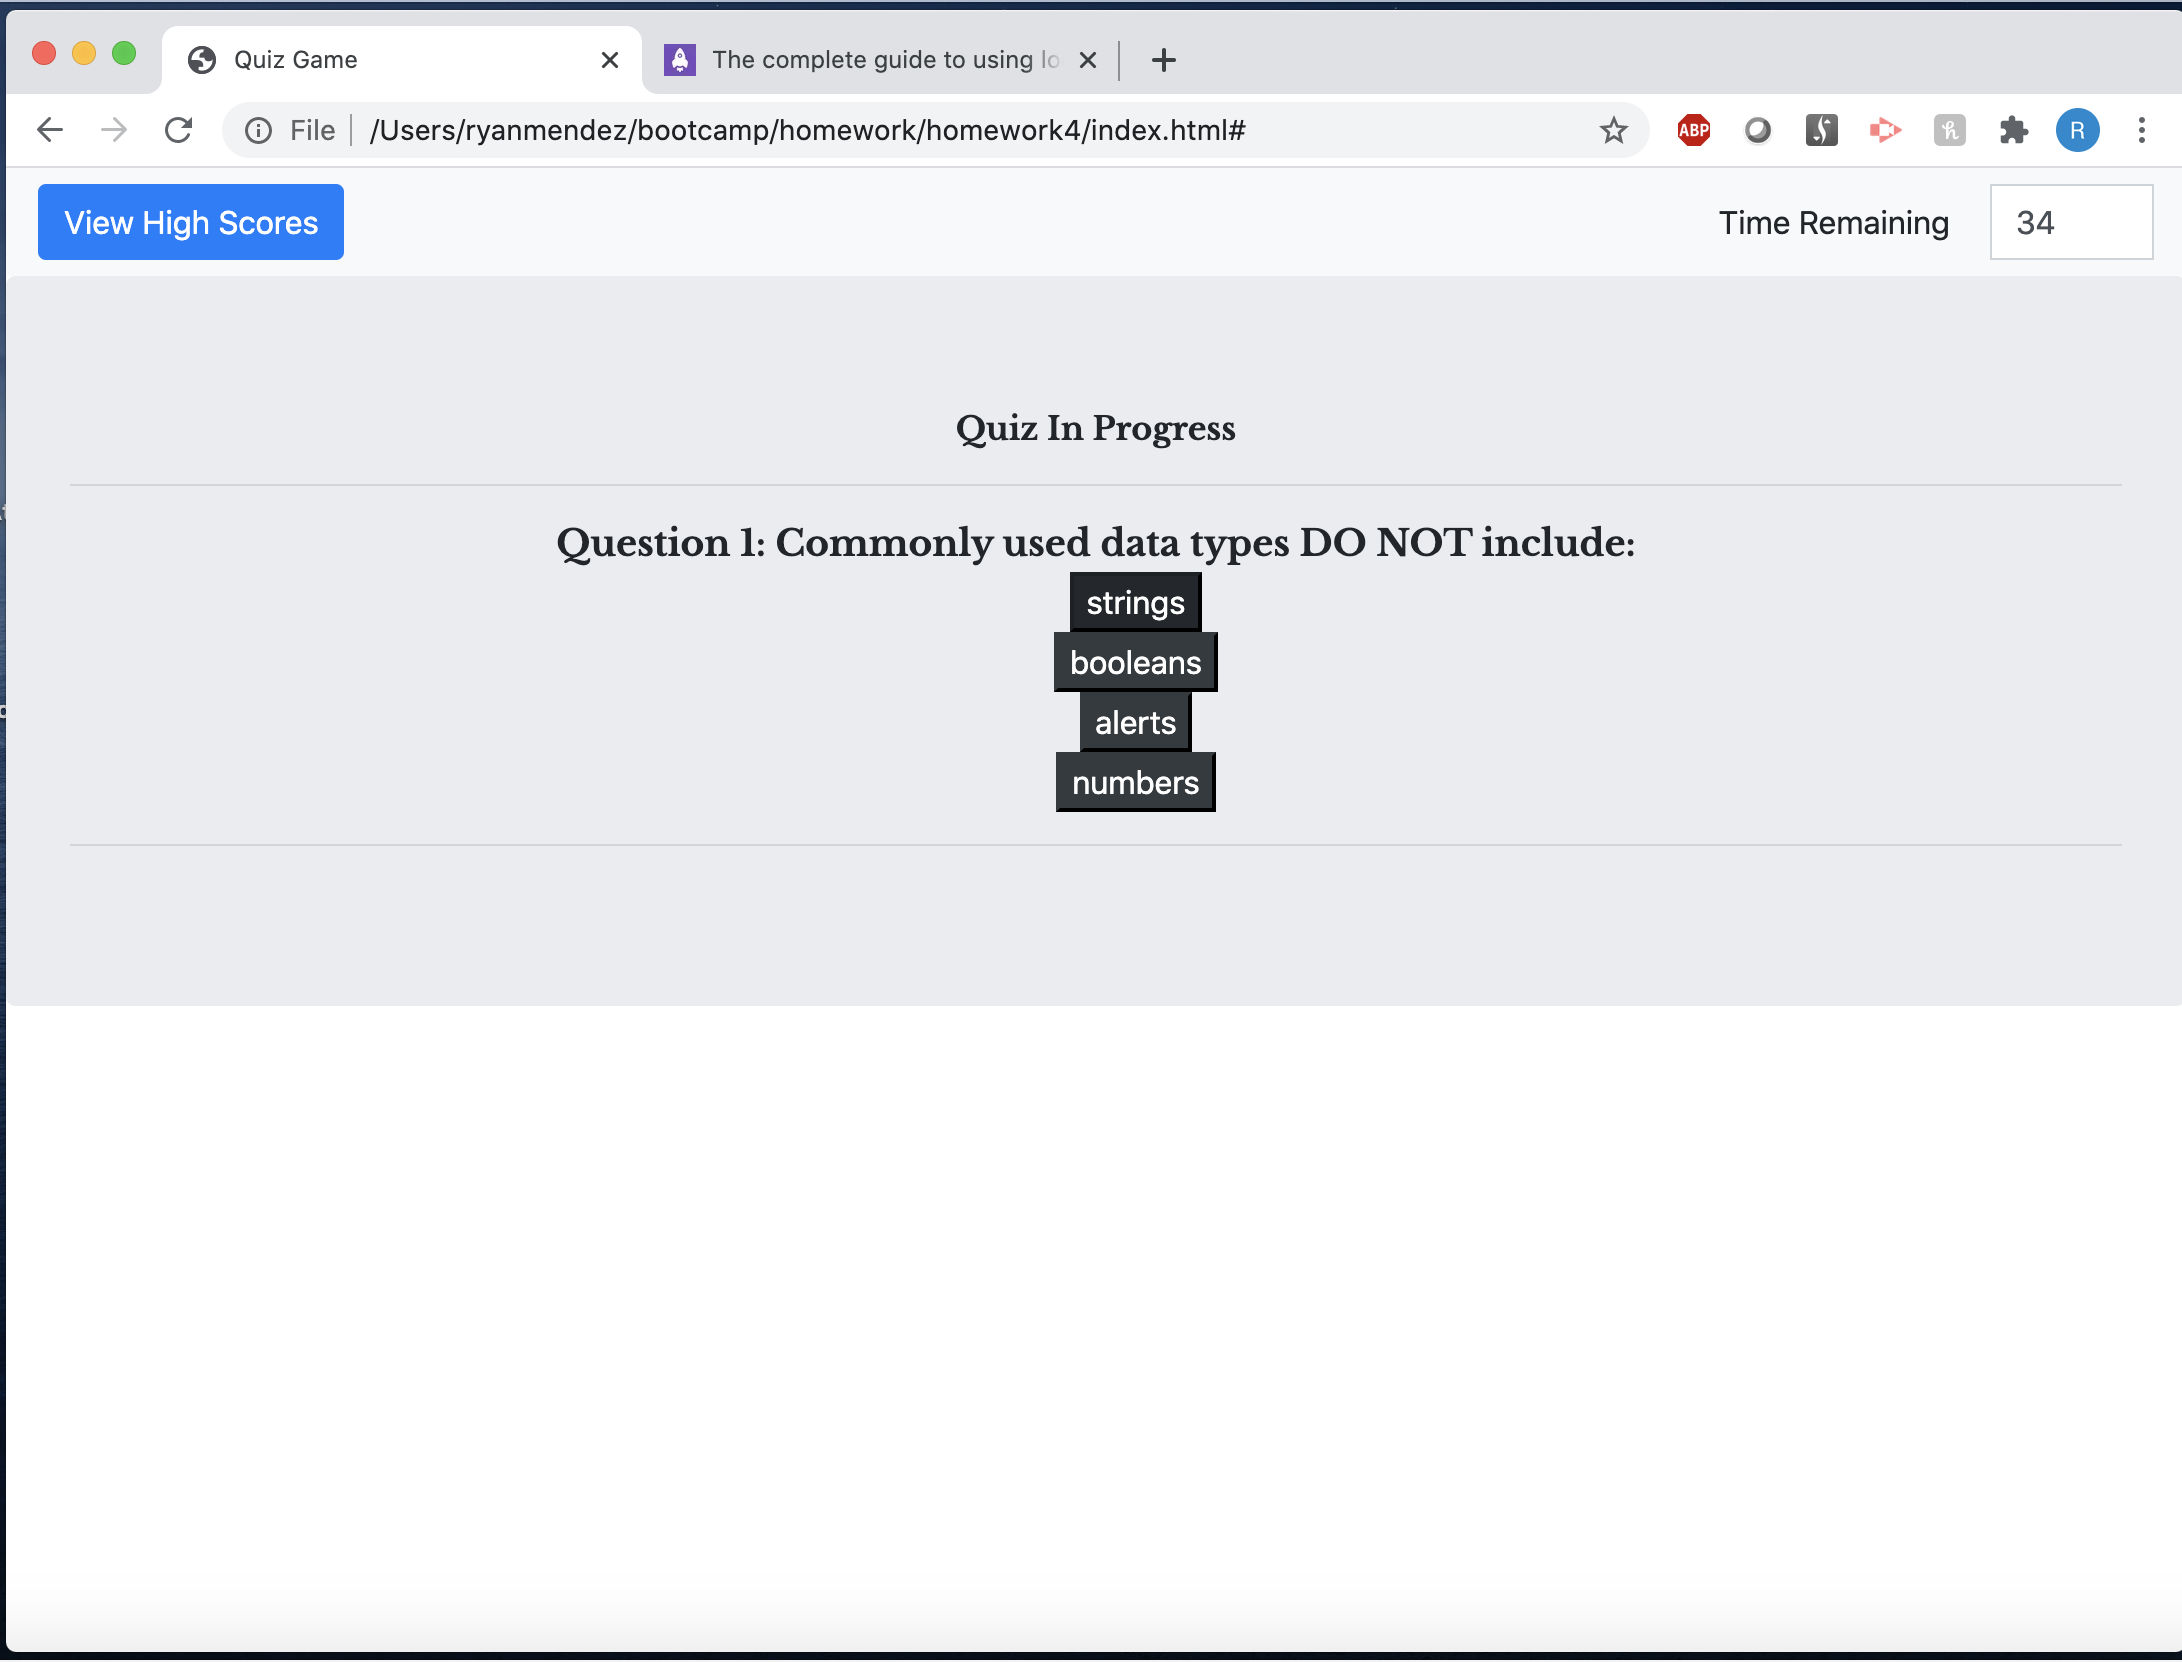 Quiz Game
The complete guide to using lo
File
/Users/ryanmendez/bootcamp/homework/homework4/index.html#
ABP
h
R
View High Scores
Time Remaining
34
Quiz In Progress
Question 1: Commonly used data types DO NOT include:
strings
booleans
alerts
numbers